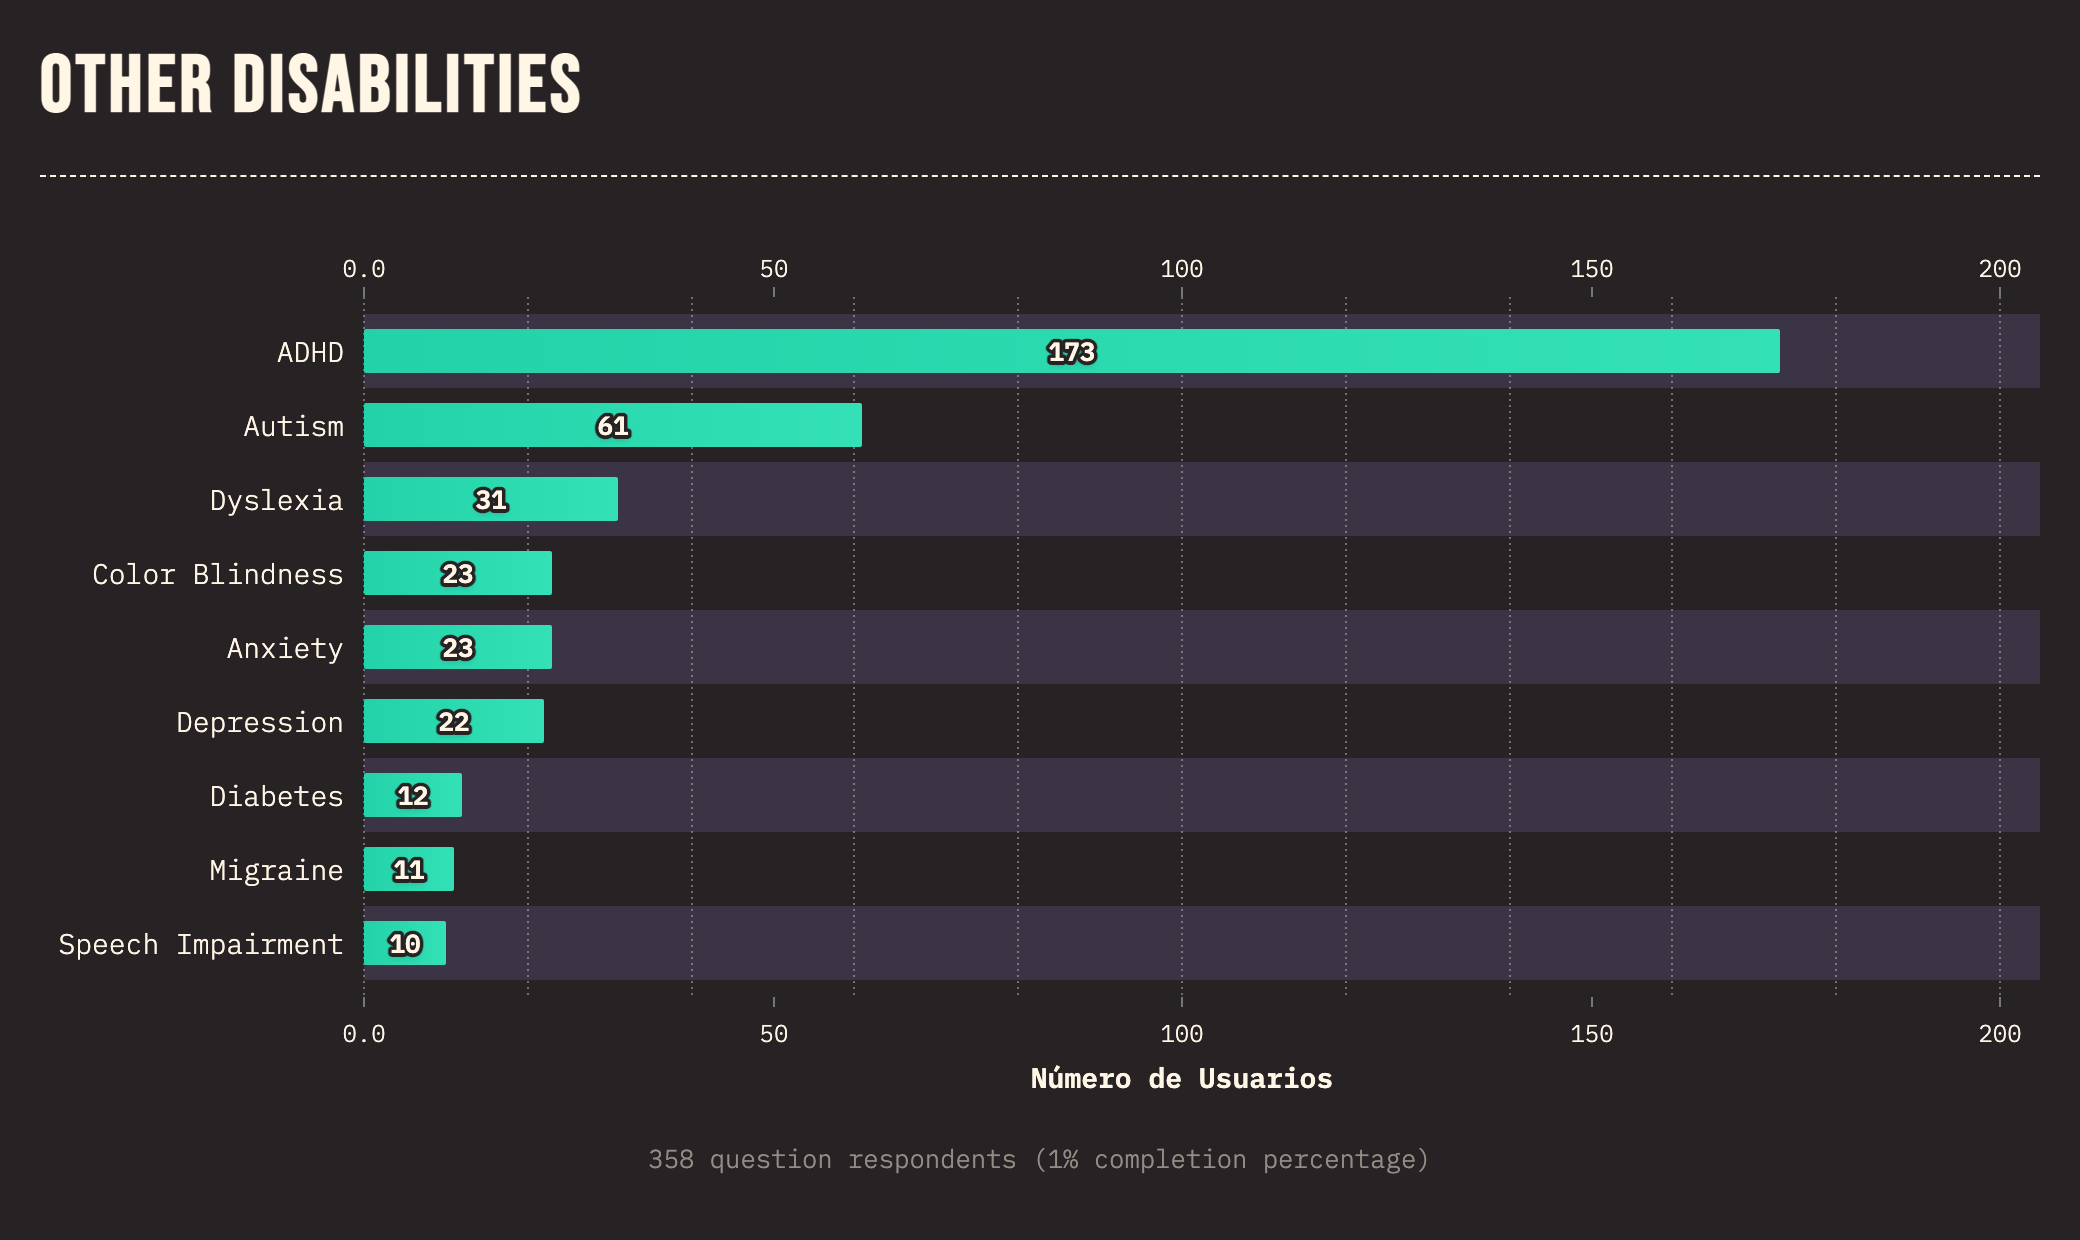 OTHER DISABILITIES
0.0 50 100 150 200
ADHD 173
Autism 61
Dyslexia 31
Color Blindness 23
Anxiety 23
Depression 22
Diabetes 12
Migraine 11
Speech Impairment 10
0.0 50 100 150 200
Número de Usuarios
358 question respondents (1% completion percentage)